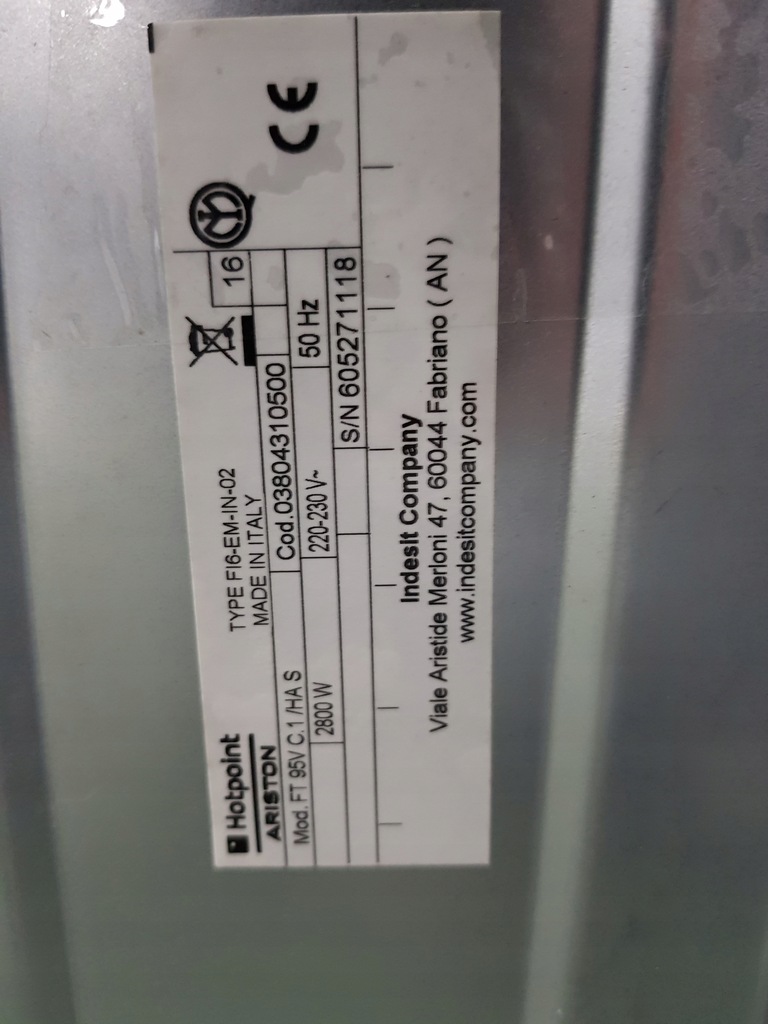 Hotpoint
ARISTON
TYPE FI6-EM-IN-02
MADE IN ITALY
16
CE
Mod. FT 95V C.1 /HA S
Cod.03804310500
2800 W
220-230 V~
50 Hz
S/N 605271118
Indesit Company
Viale Aristide Merloni 47, 60044 Fabriano ( AN )
www.indesitcompany.com